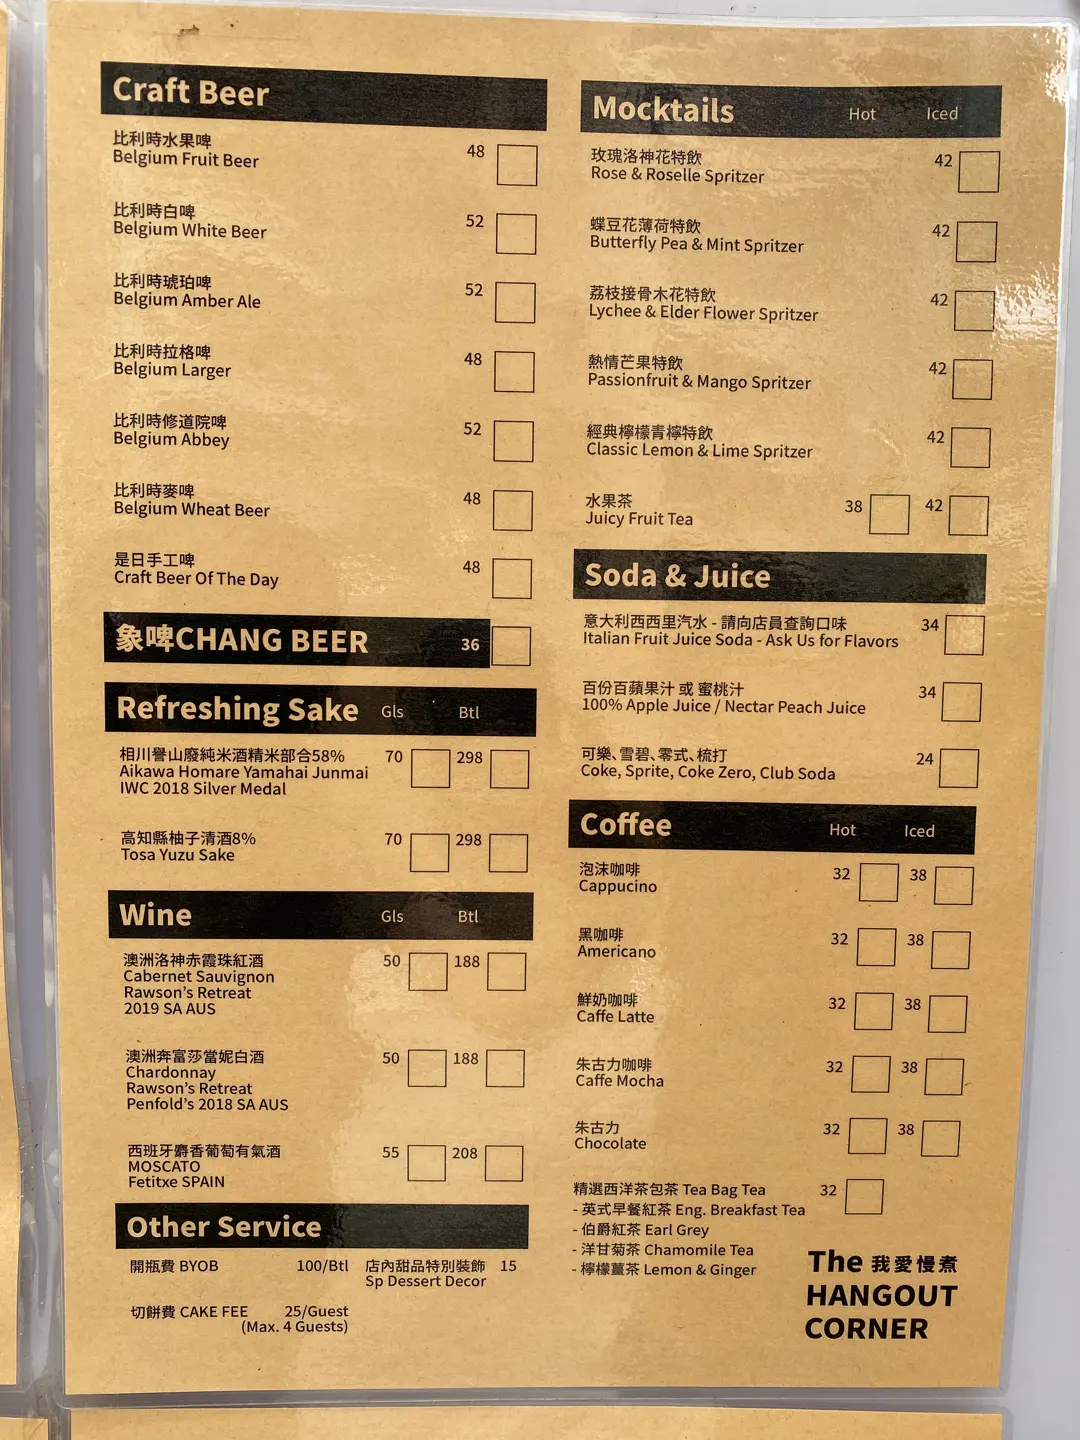 Craft Beer
比利時水果啤
Belgium Fruit Beer 48
比利時白啤
Belgium White Beer 52
比利時琥珀啤
Belgium Amber Ale 52
比利時拉格啤
Belgium Larger 48
比利時修道院啤
Belgium Abbey 52
比利時麥啤
Belgium Wheat Beer 48
是日手工啤
Craft Beer Of The Day 48
象啤CHANG BEER 36
Refreshing Sake Gls Btl
相川譽山廢純米酒精米部合58% 70 298
Aikawa Homare Yamahai Junmai
IWC 2018 Silver Medal
高知縣柚子清酒8% 70 298
Tosa Yuzu Sake
Wine Gls Btl
澳洲洛神赤霞珠紅酒 50 188
Cabernet Sauvignon
Rawson's Retreat
2019 SA AUS
澳洲奔富莎當妮白酒 50 188
Chardonnay
Rawson's Retreat
Penfold's 2018 SA AUS
西班牙麝香葡萄有氣酒 55 208
MOSCATO
Fetitxe SPAIN
Other Service
開瓶費 BYOB 100/Btl 店內甜品特別裝飾 15
Sp Dessert Decor
切餅費 CAKE FEE 25/Guest
(Max. 4 Guests)
Mocktails Hot Iced
玫瑰洛神花特飲 42
Rose & Roselle Spritzer
蝶豆花薄荷特飲 42
Butterfly Pea & Mint Spritzer
荔枝接骨木花特飲 42
Lychee & Elder Flower Spritzer
熱情芒果特飲 42
Passionfruit & Mango Spritzer
經典檸檬青檸特飲 42
Classic Lemon & Lime Spritzer
水果茶 38 42
Juicy Fruit Tea
Soda & Juice
意大利西西里汽水 - 請向店員查詢口味 34
Italian Fruit Juice Soda - Ask Us for Flavors
百份百蘋果汁 或 蜜桃汁 34
100% Apple Juice / Nectar Peach Juice
可樂、雪碧、零式、梳打 24
Coke, Sprite, Coke Zero, Club Soda
Coffee Hot Iced
泡沫咖啡 32 38
Cappucino
黑咖啡 32 38
Americano
鮮奶咖啡 32 38
Caffe Latte
朱古力咖啡 32 38
Caffe Mocha
朱古力 32 38
Chocolate
精選西洋茶包茶 Tea Bag Tea 32
- 英式早餐紅茶 Eng. Breakfast Tea
- 伯爵紅茶 Earl Grey
- 洋甘菊茶 Chamomile Tea
- 檸檬薑茶 Lemon & Ginger
The 我愛慢煮
HANGOUT
CORNER